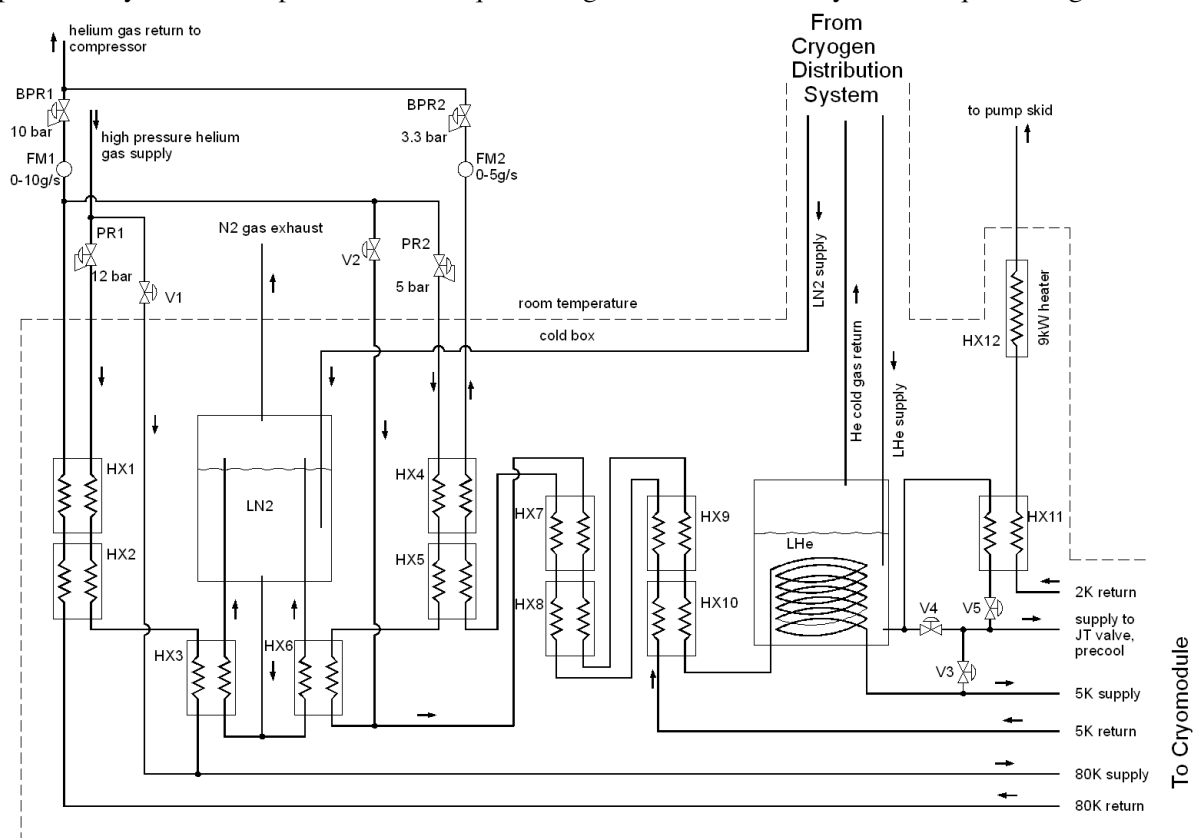 From
Cryogen
Distribution
System
helium gas return to
compressor
BPR1
10 bar
high pressure helium
gas supply
FM1
0-10g/s
BPR2
3.3 bar
FM2
0-5g/s
to pump skid
PR1
12 bar
V1
N2 gas exhaust
V2
PR2
5 bar
room temperature
cold box
LN2 supply
He cold gas return
LHe supply
HX12
9kW heater
HX1
HX2
LN2
HX3
HX6
HX4
HX5
HX7
HX8
HX9
HX10
LHe
HX11
V4
V5
V3
2K return
supply to
JT valve,
precool
5K supply
5K return
80K supply
80K return
To Cryomodule